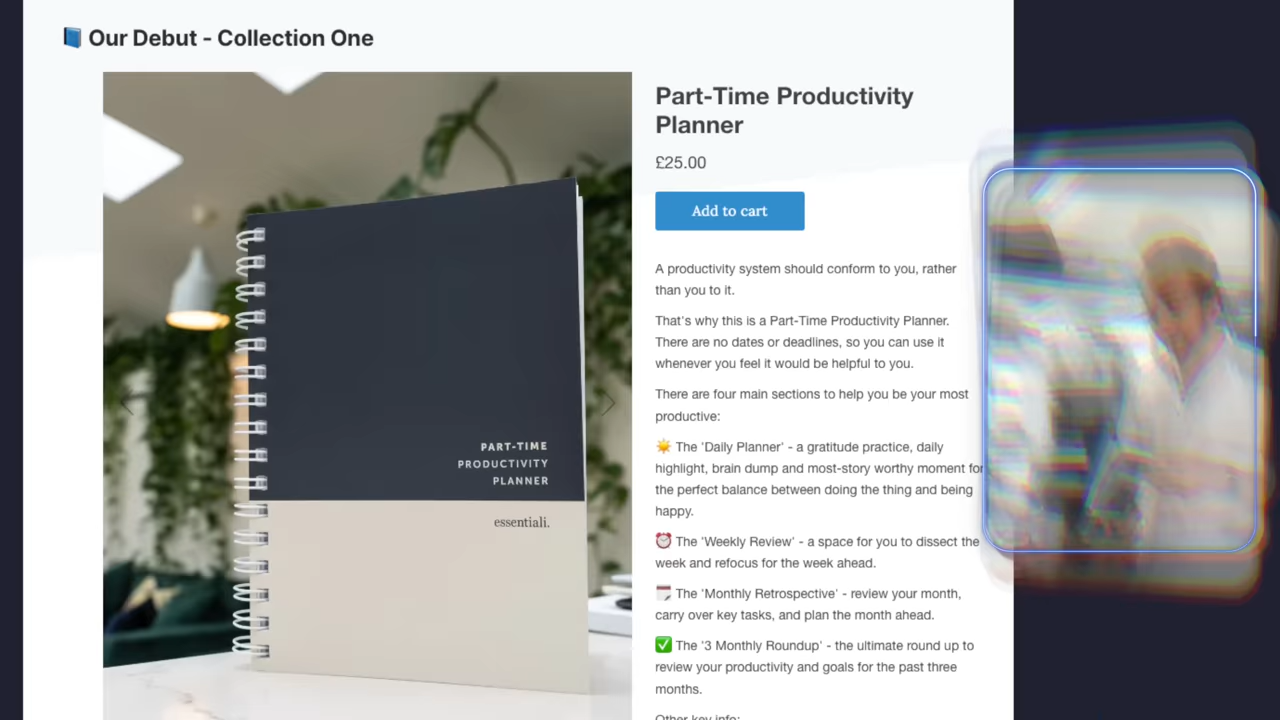 📘 Our Debut - Collection One
Part-Time Productivity
Planner
£25.00
Add to cart
A productivity system should conform to you, rather
than you to it.
That's why this is a Part-Time Productivity Planner.
There are no dates or deadlines, so you can use it
whenever you feel it would be helpful to you.
There are four main sections to help you be your most
productive:
☀️ The 'Daily Planner' - a gratitude practice, daily
highlight, brain dump and most-story worthy moment for
the perfect balance between doing the thing and being
happy.
⏰ The 'Weekly Review' - a space for you to dissect the
week and refocus for the week ahead.
🗓 The 'Monthly Retrospective' - review your month,
carry over key tasks, and plan the month ahead.
✅ The '3 Monthly Roundup' - the ultimate round up to
review your productivity and goals for the past three
months.
Other key info:
PART-TIME
PRODUCTIVITY
PLANNER
essentiali.